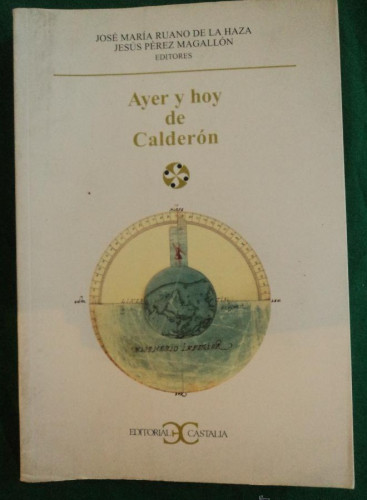 JOSÉ MARÍA RUANO DE LA HAZA
JESÚS PÉREZ MAGALLÓN
EDITORES
Ayer y hoy
de
Calderón
EDITORIAL CASTALIA